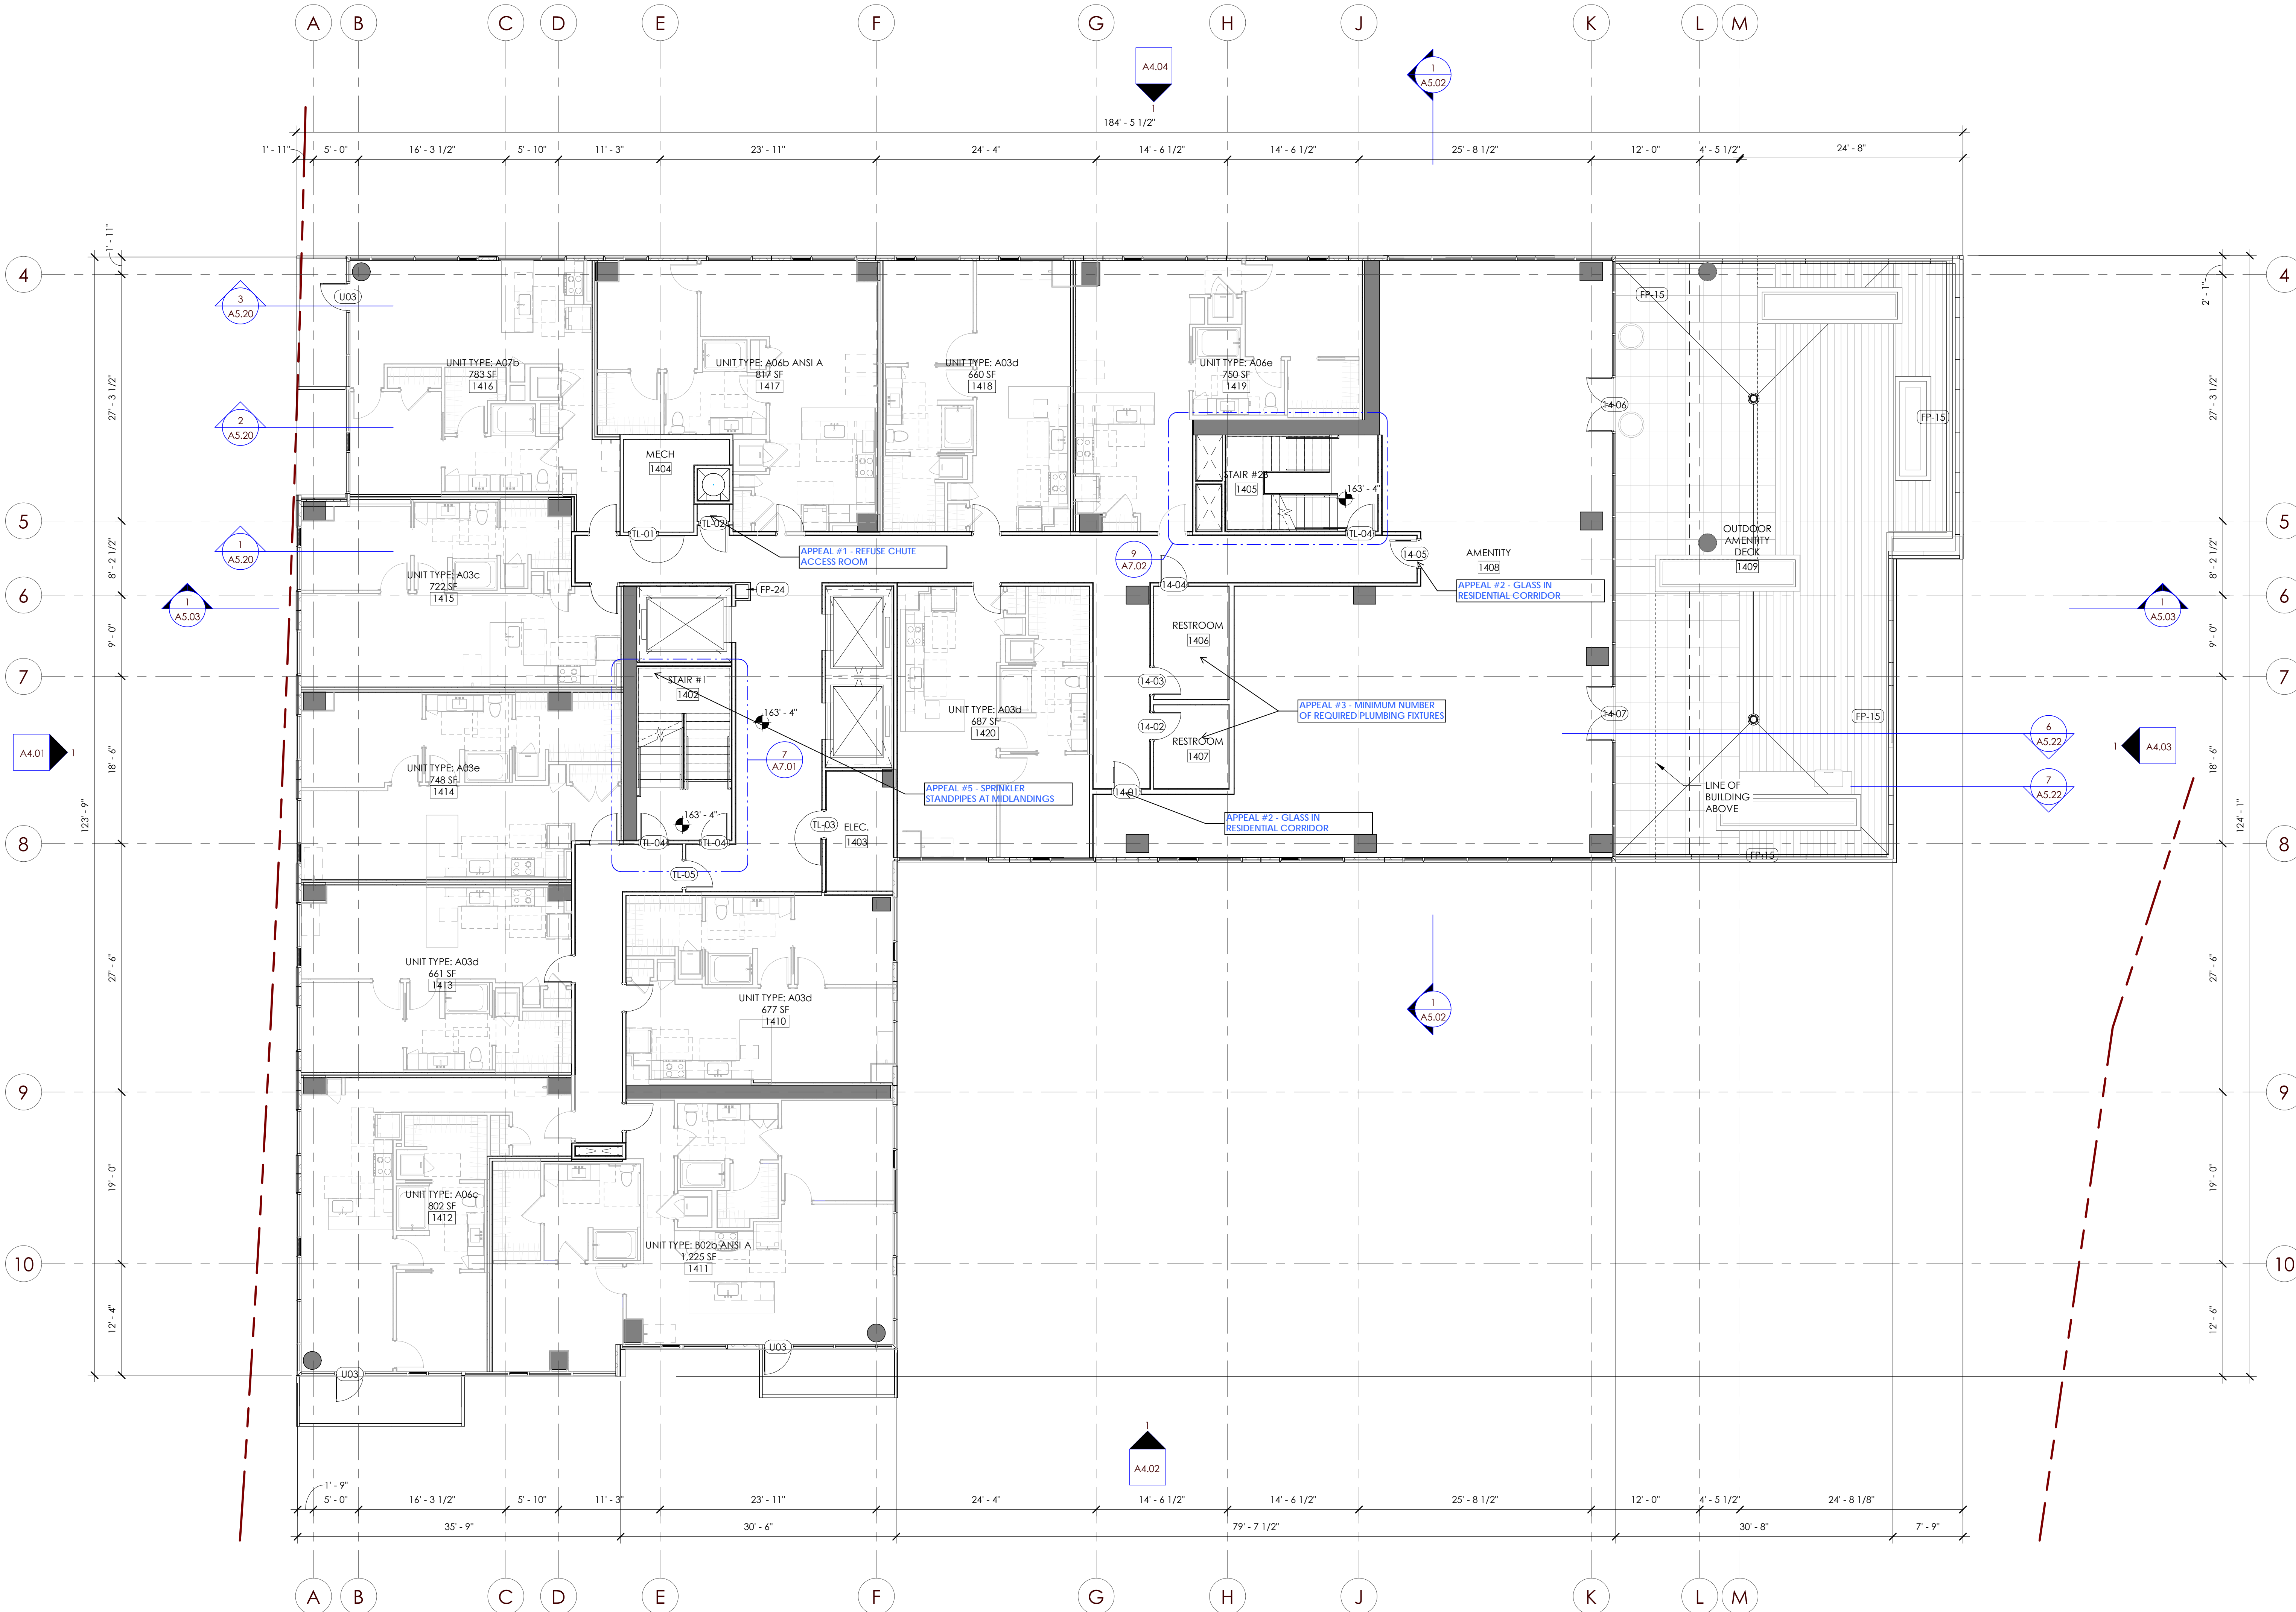 A B C D E F G H J K L M
A4.04
1
1
A5.02
184' - 5 1/2"
1' - 11" 5' - 0" 16' - 3 1/2" 5' - 10" 11' - 3" 23' - 11" 24' - 4" 14' - 6 1/2" 14' - 6 1/2" 25' - 8 1/2" 12' - 0" 4' - 5 1/2" 24' - 8"
1' - 11"
2' - 1"
4
4
U03
3
A5.20
FP-15
UNIT TYPE: A07b
783 SF
1416
UNIT TYPE: A06b ANSI A
817 SF
1417
UNIT TYPE: A03d
660 SF
1418
UNIT TYPE: A06e
750 SF
1419
27' - 3 1/2"
27' - 3 1/2"
14-06
FP-15
2
A5.20
MECH
1404
STAIR #2B
1405
163' - 4"
5
5
TL-01
TL-02
TL-04
OUTDOOR
AMENTITY
DECK
1409
1
A5.20
APPEAL #1 - REFUSE CHUTE
ACCESS ROOM
9
A7.02
14-05
AMENTITY
1408
8' - 2 1/2"
8' - 2 1/2"
UNIT TYPE: A03c
722 SF
1415
FP-24
14-04
APPEAL #2 - GLASS IN
RESIDENTIAL CORRIDOR
6
6
1
A5.03
1
A5.03
RESTROOM
1406
9' - 0"
9' - 0"
7
7
STAIR #1
1402
14-03
163' - 4"
UNIT TYPE: A03d
687 SF
1420
APPEAL #3 - MINIMUM NUMBER
OF REQUIRED PLUMBING FIXTURES
14-02
14-07
FP-15
RESTROOM
1407
6
A5.22
A4.01
1
1
A4.03
7
A7.01
UNIT TYPE: A03e
748 SF
1414
18' - 6"
18' - 6"
APPEAL #5 - SPRINKLER
STANDPIPES AT MIDLANDINGS
14-01
LINE OF
BUILDING
ABOVE
7
A5.22
123' - 9"
124' - 1"
163' - 4"
TL-03
ELEC.
1403
APPEAL #2 - GLASS IN
RESIDENTIAL CORRIDOR
8
8
TL-04
TL-04
FP-15
TL-05
UNIT TYPE: A03d
661 SF
1413
27' - 6"
27' - 6"
UNIT TYPE: A03d
677 SF
1410
1
A5.02
9
9
UNIT TYPE: A06c
802 SF
1412
19' - 0"
19' - 0"
UNIT TYPE: B02b ANSI A
1,225 SF
1411
10
10
12' - 4"
12' - 6"
U03
U03
1
A4.02
1' - 9"
5' - 0" 16' - 3 1/2" 5' - 10" 11' - 3" 23' - 11" 24' - 4" 14' - 6 1/2" 14' - 6 1/2" 25' - 8 1/2" 12' - 0" 4' - 5 1/2" 24' - 8 1/8"
35' - 9" 30' - 6" 79' - 7 1/2" 30' - 8" 7' - 9"
A B C D E F G H J K L M